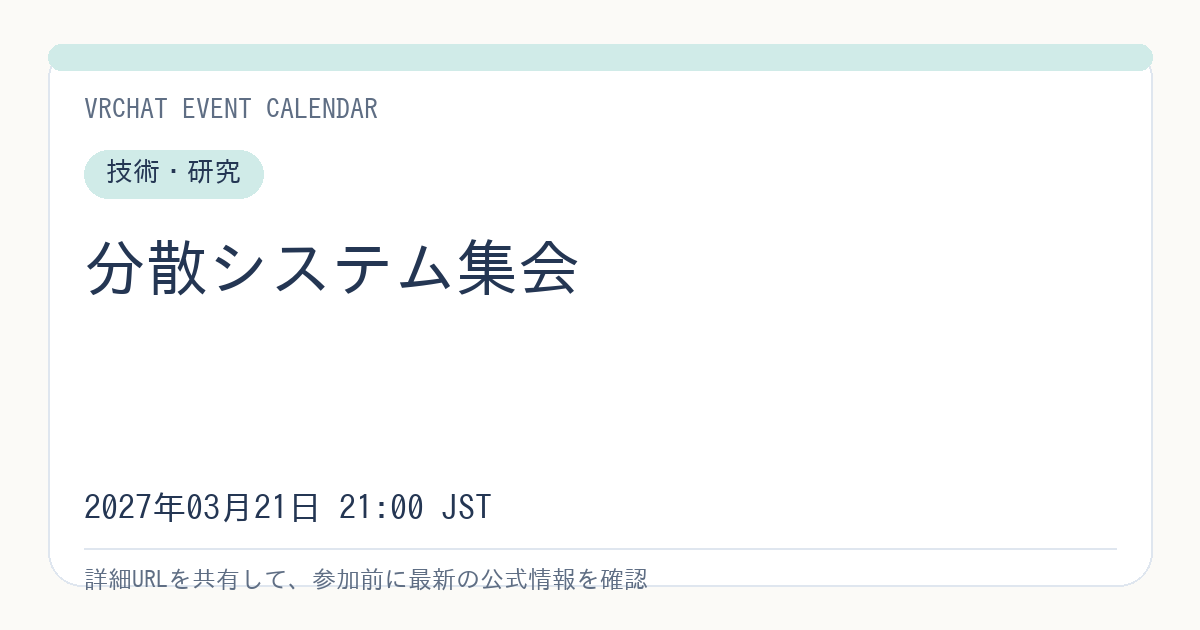 VRCHAT EVENT CALENDAR
技術・研究
分散システム集会
2027年03月21日 21:00 JST
詳細URLを共有して、参加前に最新の公式情報を確認